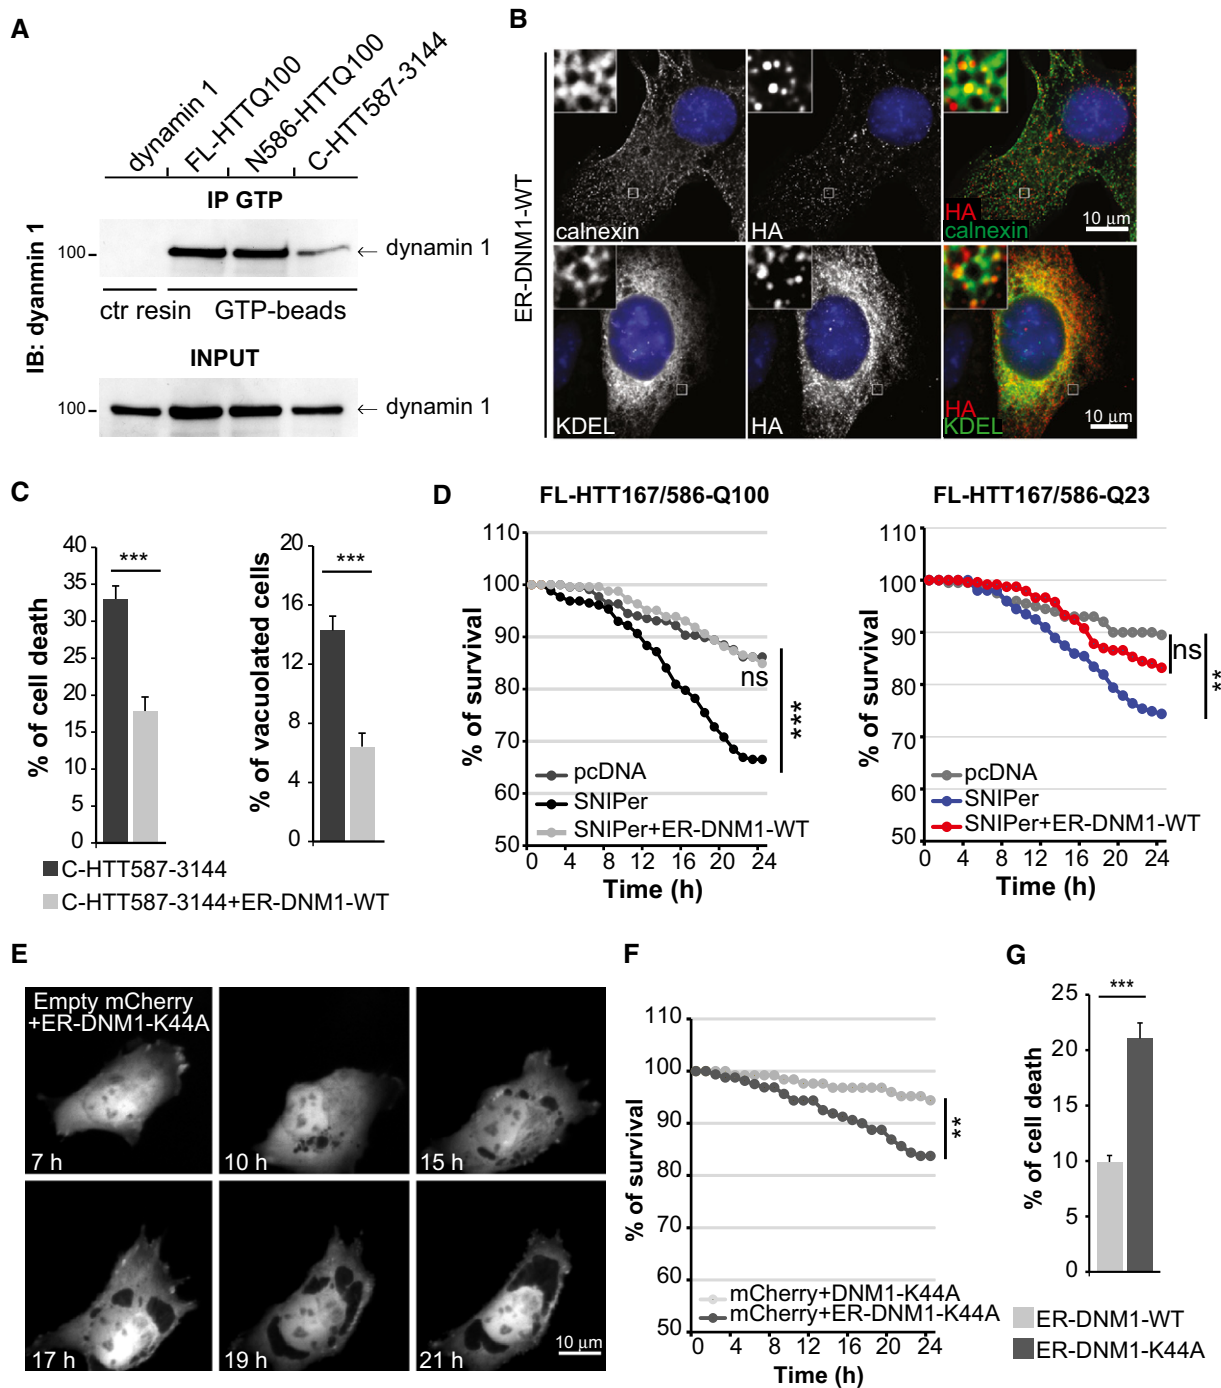 A
dynamin 1
FL-HTTQ100
N586-HTTQ100
C-HTT587-3144
IP GTP
IB: dyanmin 1
100
← dynamin 1
ctr resin
GTP-beads
INPUT
100
← dynamin 1
B
ER-DNM1-WT
calnexin
HA
HA
calnexin
10 µm
KDEL
HA
HA
KDEL
10 µm
C
% of cell death
40
35
30
25
20
15
10
5
0
***
% of vacuolated cells
20
16
12
8
4
0
***
C-HTT587-3144
C-HTT587-3144+ER-DNM1-WT
D
FL-HTT167/586-Q100
% of survival
110
100
90
80
70
60
50
ns
***
pcDNA
SNIPer
SNIPer+ER-DNM1-WT
0 4 8 12 16 20 24
Time (h)
FL-HTT167/586-Q23
% of survival
110
100
90
80
70
60
50
ns
**
pcDNA
SNIPer
SNIPer+ER-DNM1-WT
0 4 8 12 16 20 24
Time (h)
E
Empty mCherry
+ER-DNM1-K44A
7 h
10 h
15 h
17 h
19 h
21 h
10 µm
F
% of survival
110
100
90
80
70
60
50
**
mCherry+DNM1-K44A
mCherry+ER-DNM1-K44A
0 4 8 12 16 20 24
Time (h)
G
% of cell death
25
20
15
10
5
0
***
ER-DNM1-WT
ER-DNM1-K44A